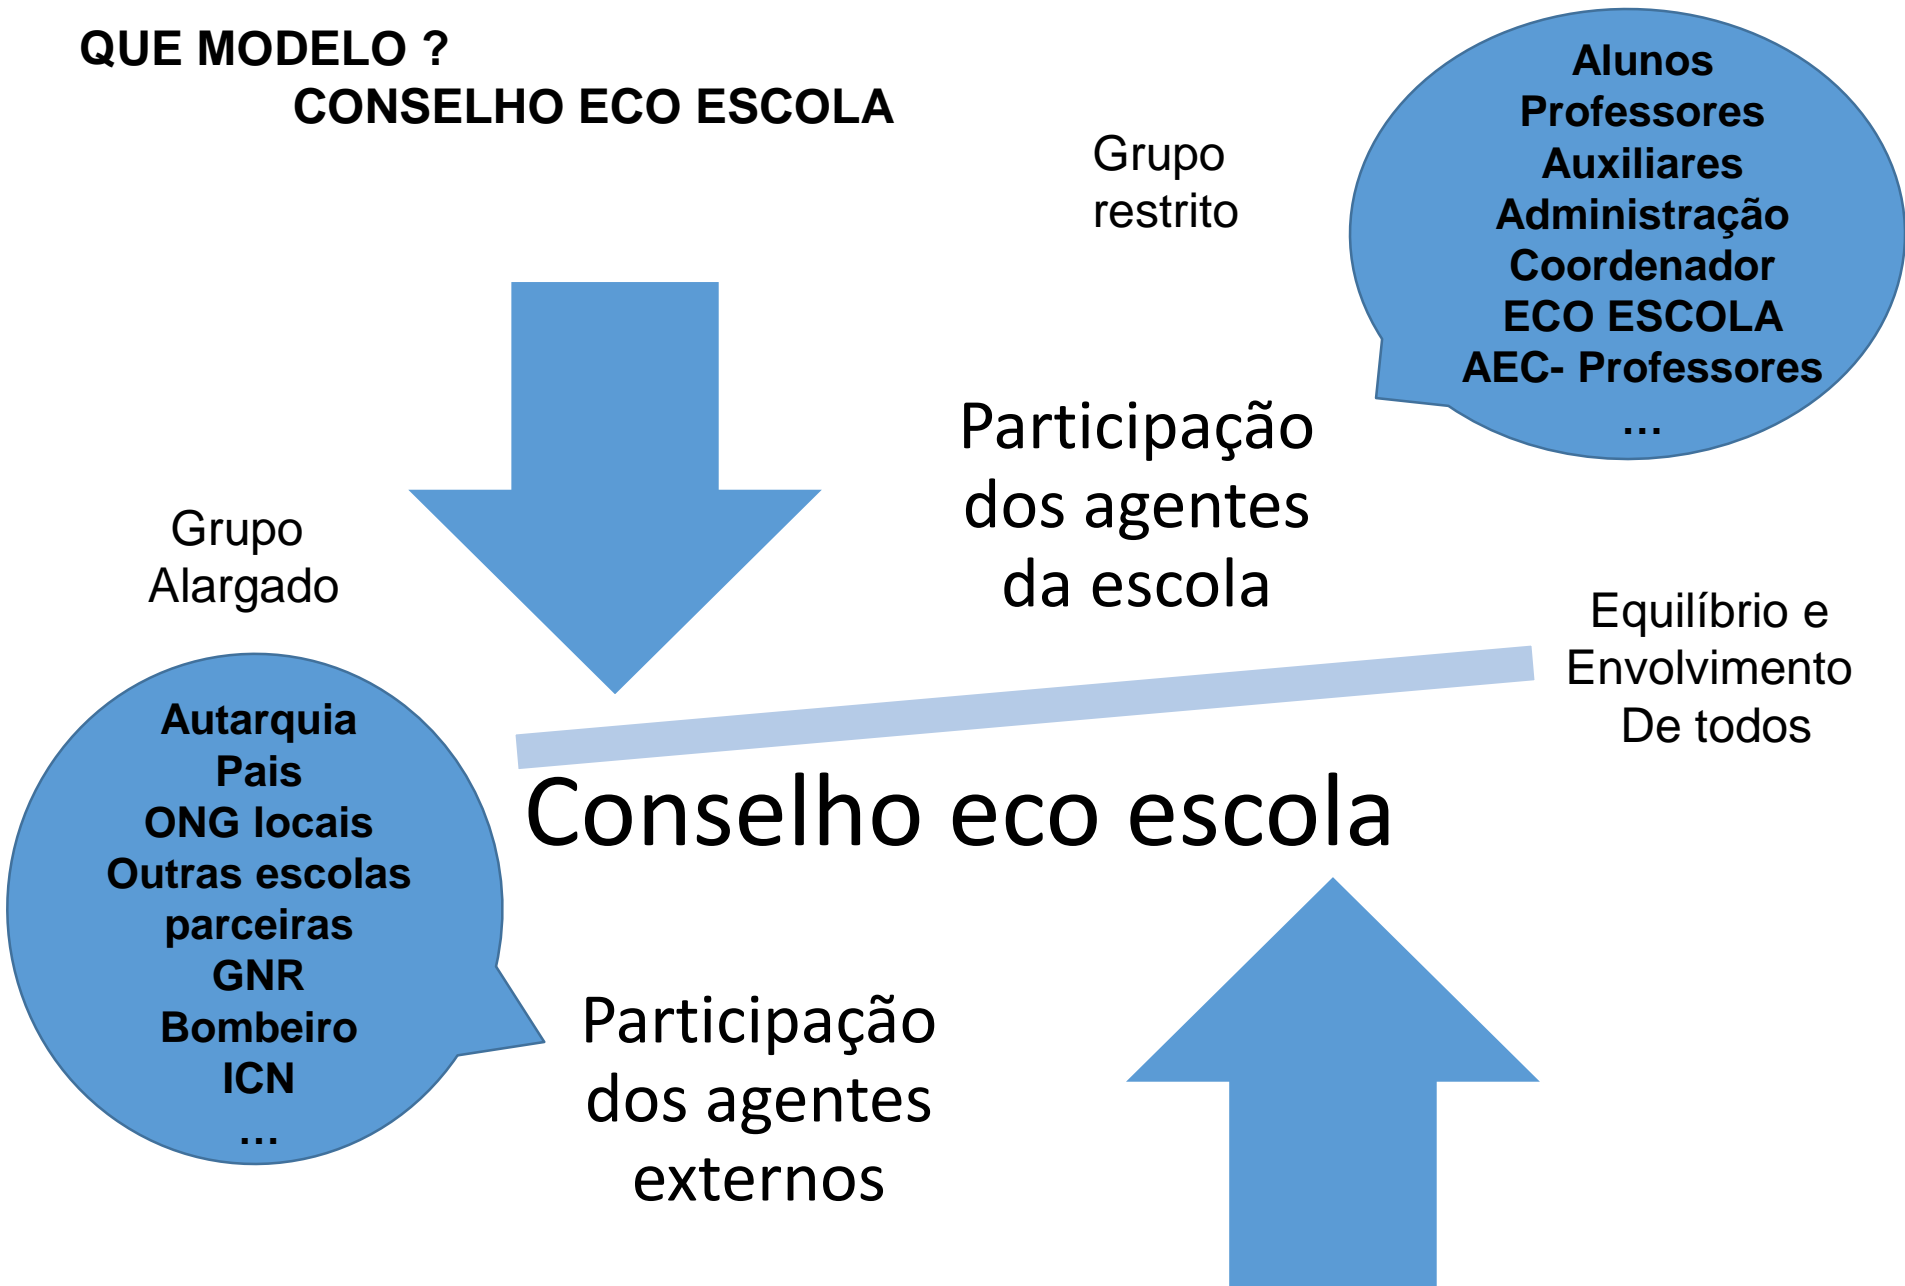 QUE MODELO ?
CONSELHO ECO ESCOLA
Grupo
restrito
Alunos
Professores
Auxiliares
Administração
Coordenador
ECO ESCOLA
AEC- Professores
…
Participação
dos agentes
da escola
Grupo
Alargado
Equilíbrio e
Envolvimento
De todos
Autarquia
Pais
ONG locais
Outras escolas
parceiras
GNR
Bombeiro
ICN
…
Conselho eco escola
Participação
dos agentes
externos